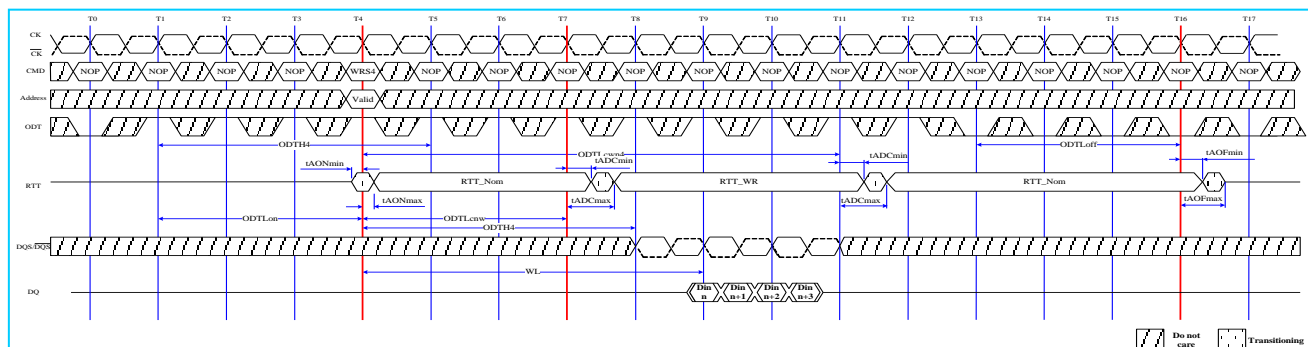 T0 T1 T2 T3 T4 T5 T6 T7 T8 T9 T10 T11 T12 T13 T14 T15 T16 T17
CK
CK
CMD NOP NOP NOP NOP WRS4 NOP NOP NOP NOP NOP NOP NOP NOP NOP NOP NOP NOP NOP
Address Valid
ODT
ODTH4 ODTLcwn4 ODTLoff
tAONmin tADCmin tADCmin tAOFmin
RTT RTT_Nom RTT_WR RTT_Nom
tAONmax tADCmax tADCmax tAOFmax
ODTLon ODTLcnw
ODTH4
DQS/DQS
WL
DQ Din n Din n+1 Din n+2 Din n+3
Do not care Transitioning